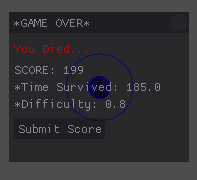 *GAME OVER*
You Died...
SCORE: 199
*Time Survived: 185.0
*Difficulty: 0.8
Submit Score